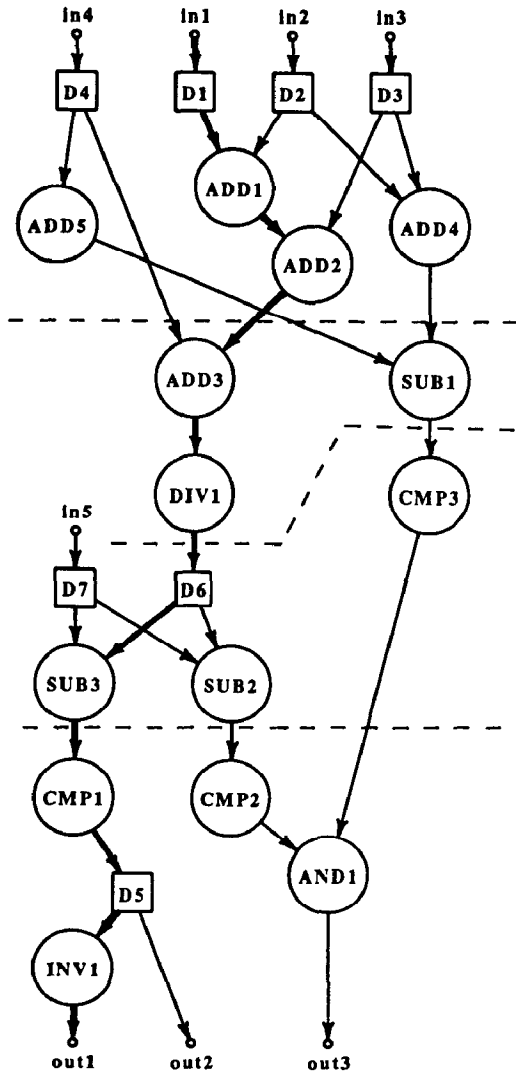 in4 in1 in2 in3
D4 D1 D2 D3
ADD1
ADD5 ADD4
ADD2
ADD3 SUB1
DIV1 CMP3
in5
D7 D6
SUB3 SUB2
CMP1 CMP2
AND1
D5
INV1
out1 out2 out3